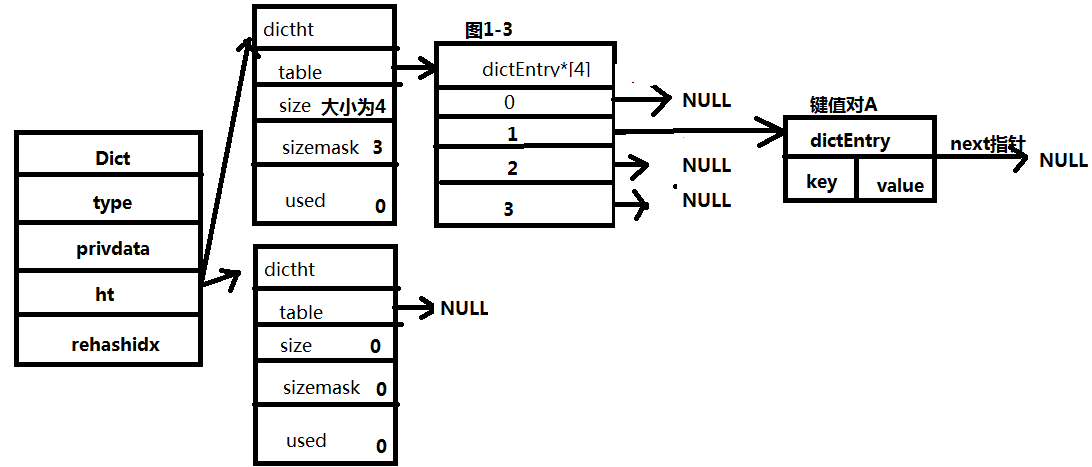 Dict
type
privdata
ht
rehashidx
dictht
table
size 大小为4
sizemask 3
used 0
dictht
table
NULL
size 0
sizemask 0
used 0
图1-3
dictEntry*[4]
0
NULL
1
2
NULL
3
NULL
键值对A
dictEntry
key
value
next指针
NULL